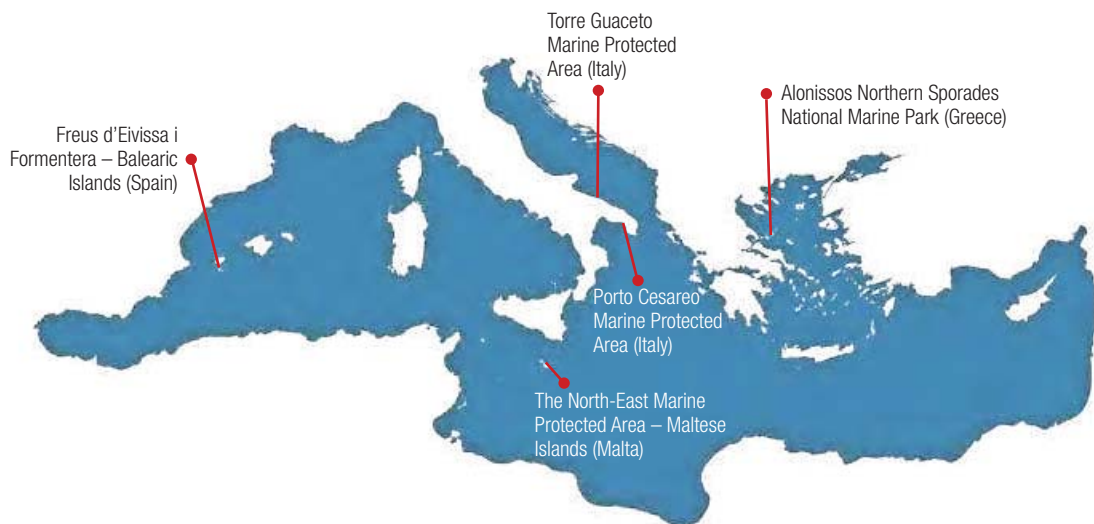 Torre Guaceto
Marine Protected
Area (Italy)
Alonissos Northern Sporades
National Marine Park (Greece)
Freus d’Eivissa i
Formentera – Balearic
Islands (Spain)
Porto Cesareo
Marine Protected
Area (Italy)
The North-East Marine
Protected Area – Maltese
Islands (Malta)